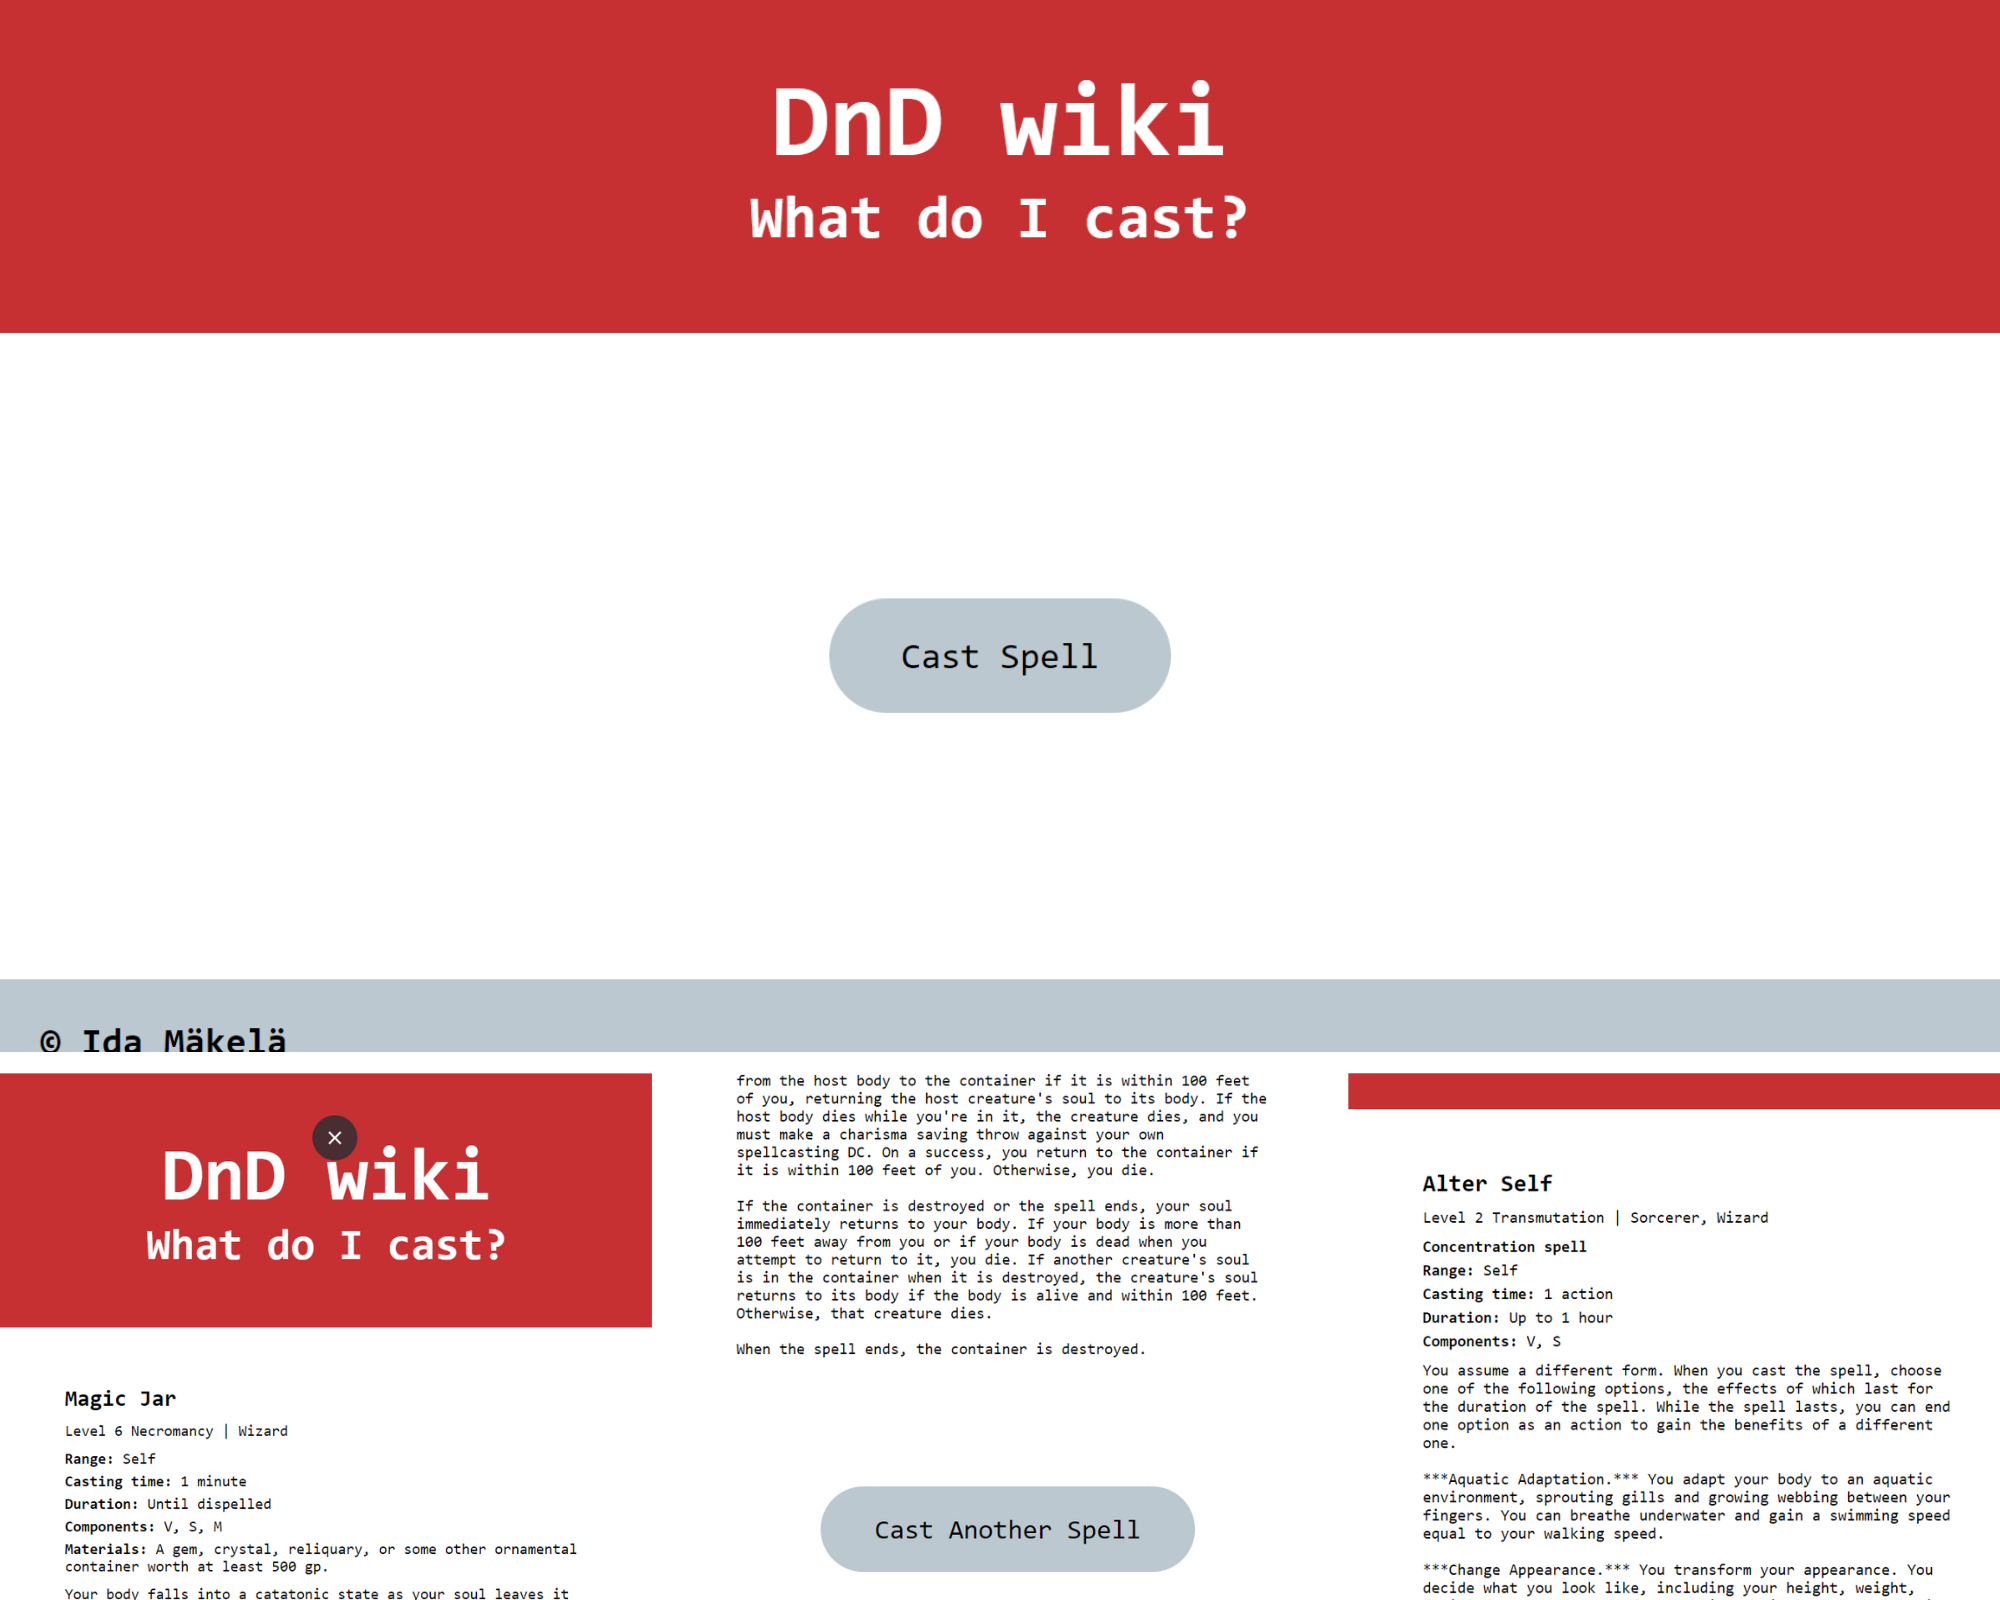 DnD wiki
What do I cast?
Cast Spell
© Ida Mäkelä
DnD wiki
What do I cast?
Magic Jar
Level 6 Necromancy | Wizard
Range: Self
Casting time: 1 minute
Duration: Until dispelled
Components: V, S, M
Materials: A gem, crystal, reliquary, or some other ornamental
container worth at least 500 gp.
Your body falls into a catatonic state as your soul leaves it
from the host body to the container if it is within 100 feet
of you, returning the host creature's soul to its body. If the
host body dies while you're in it, the creature dies, and you
must make a charisma saving throw against your own
spellcasting DC. On a success, you return to the container if
it is within 100 feet of you. Otherwise, you die.
If the container is destroyed or the spell ends, your soul
immediately returns to your body. If your body is more than
100 feet away from you or if your body is dead when you
attempt to return to it, you die. If another creature's soul
is in the container when it is destroyed, the creature's soul
returns to its body if the body is alive and within 100 feet.
Otherwise, that creature dies.
When the spell ends, the container is destroyed.
Cast Another Spell
Alter Self
Level 2 Transmutation | Sorcerer, Wizard
Concentration spell
Range: Self
Casting time: 1 action
Duration: Up to 1 hour
Components: V, S
You assume a different form. When you cast the spell, choose
one of the following options, the effects of which last for
the duration of the spell. While the spell lasts, you can end
one option as an action to gain the benefits of a different
one.
***Aquatic Adaptation.*** You adapt your body to an aquatic
environment, sprouting gills and growing webbing between your
fingers. You can breathe underwater and gain a swimming speed
equal to your walking speed.
***Change Appearance.*** You transform your appearance. You
decide what you look like, including your height, weight,